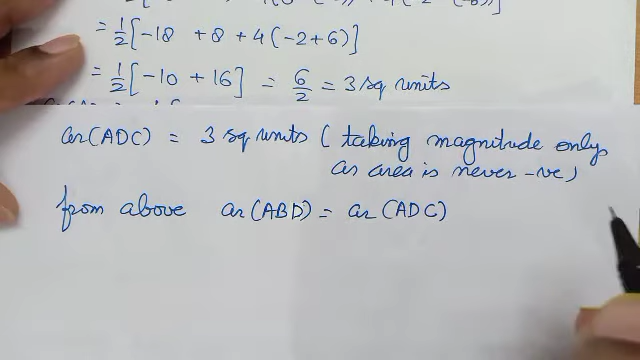 = 1/2 [-18 + 8 + 4(-2+6)]
= 1/2 [-10 + 16] = 6/2 = 3 sq units
ar(ADC) = 3 sq units ( taking magnitude only
as area is never -ve)
from above ar(ABD) = ar(ADC)